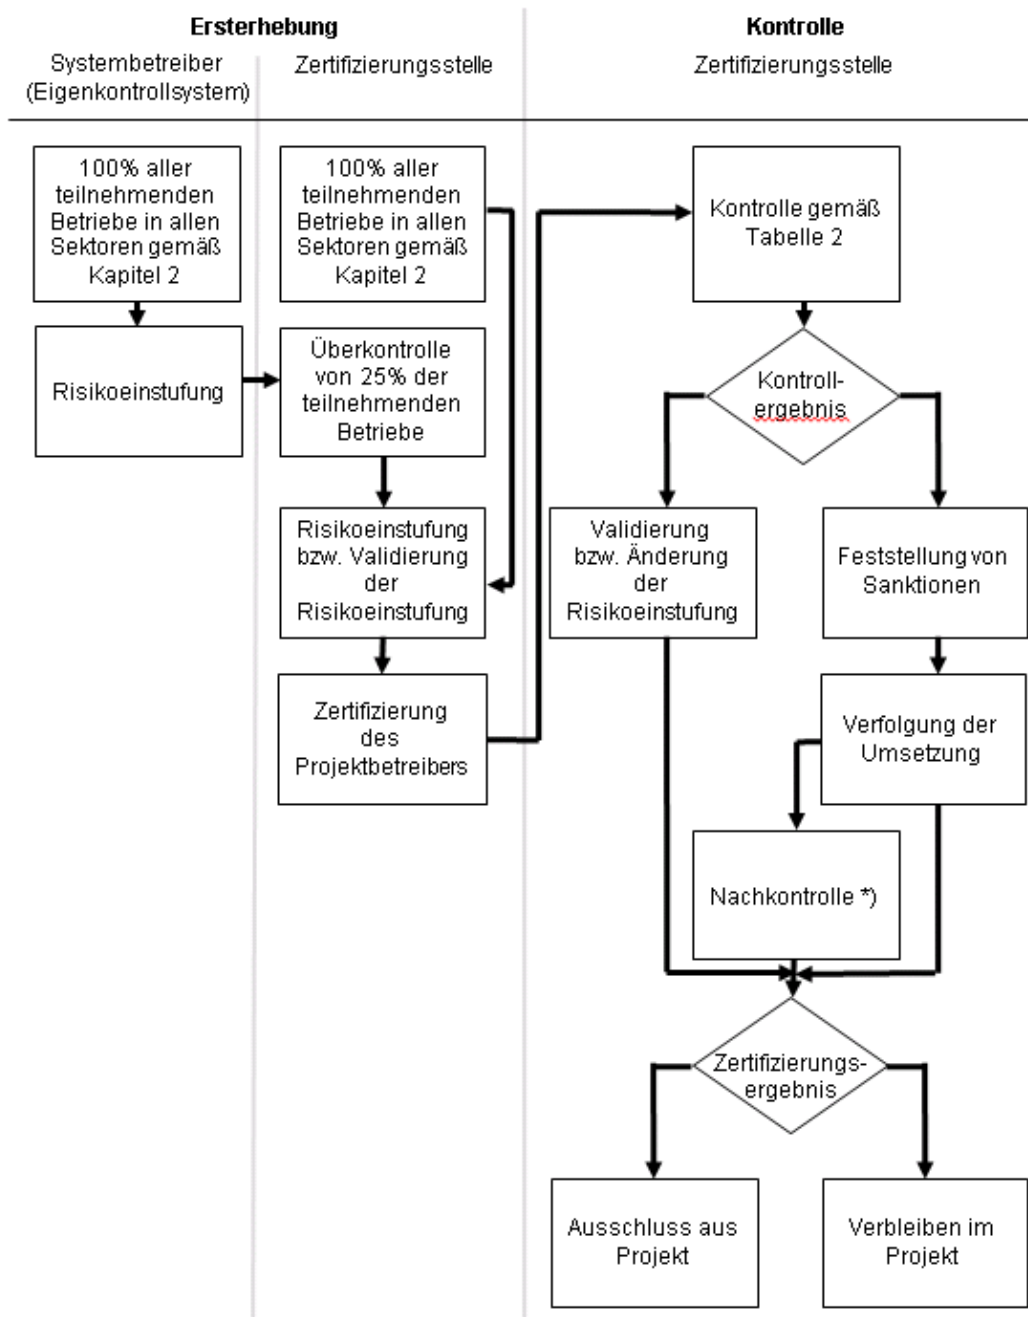 Ersterhebung
Kontrolle
Systembetreiber
(Eigenkontrollsystem)
Zertifizierungsstelle
Zertifizierungsstelle
100% aller
teilnehmenden
Betriebe in allen
Sektoren gemäß
Kapitel 2
100% aller
teilnehmenden
Betriebe in allen
Sektoren gemäß
Kapitel 2
Kontrolle gemäß
Tabelle 2
Risikoeinstufung
Überkontrolle
von 25% der
teilnehmenden
Betriebe
Kontroll-
ergebnis
Risikoeinstufung
bzw. Validierung
der
Risikoeinstufung
Validierung
bzw. Änderung
der
Risikoeinstufung
Feststellung von
Sanktionen
Zertifizierung
des
Projektbetreibers
Verfolgung der
Umsetzung
Nachkontrolle *)
Zertifizierungs-
ergebnis
Ausschluss aus
Projekt
Verbleiben im
Projekt